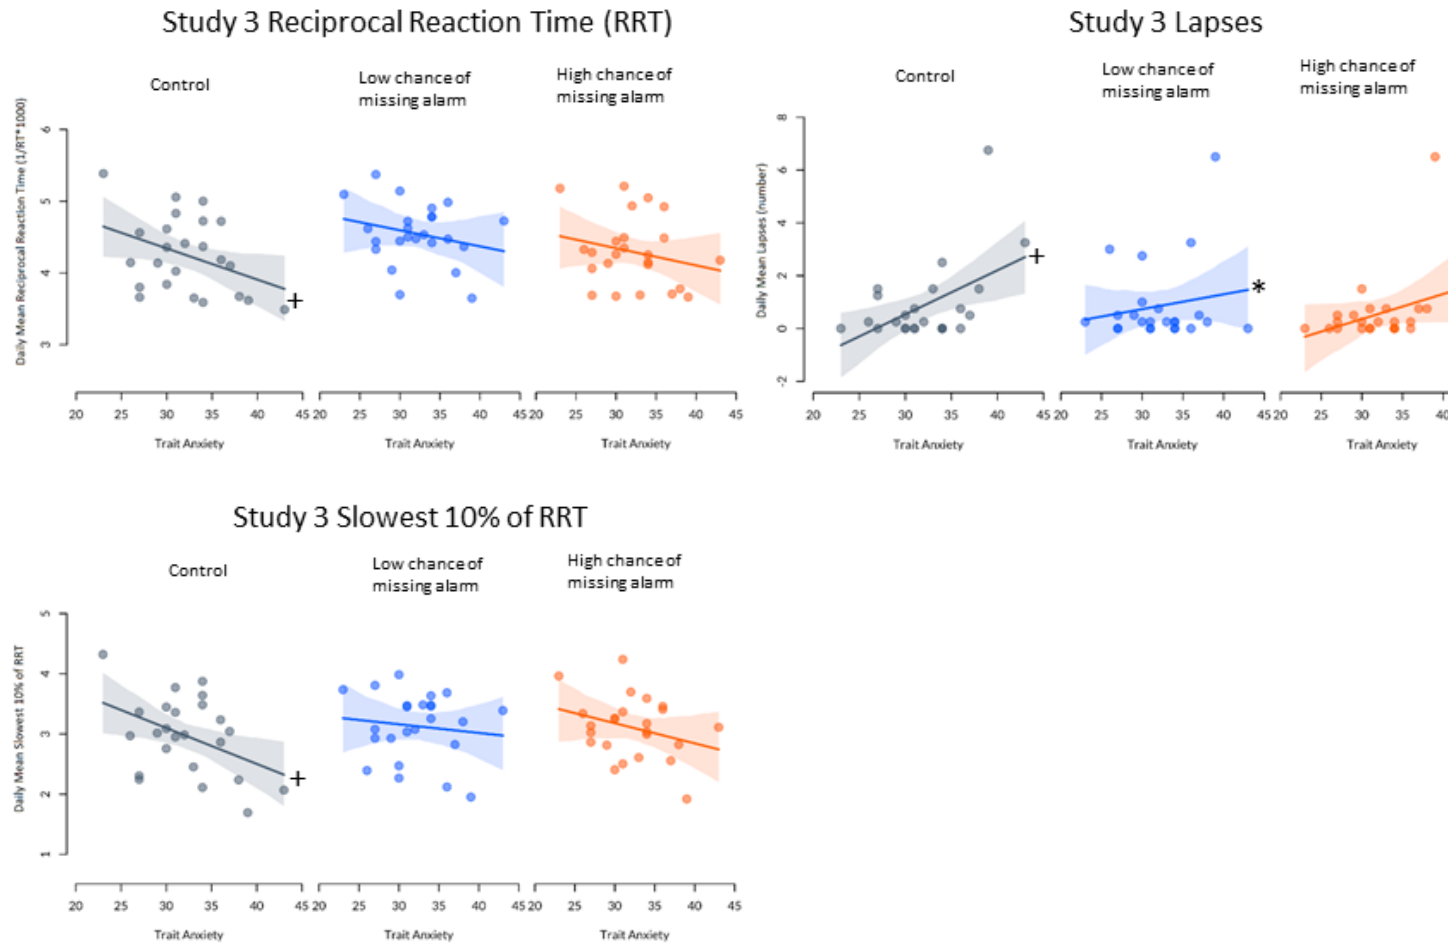 Study 3 Reciprocal Reaction Time (RRT)
Control
Low chance of
missing alarm
High chance of
missing alarm
Daily Mean Reciprocal Reaction Time (1/RT*1000)
6
5
4
3
+
20 25 30 35 40 45 20 25 30 35 40 45 20 25 30 35 40 45
Trait Anxiety Trait Anxiety Trait Anxiety
Study 3 Lapses
Control
Low chance of
missing alarm
High chance of
missing alarm
Daily Mean Lapses (number)
8
6
4
2
0
-2
+
*
20 25 30 35 40 45 20 25 30 35 40 45 20 25 30 35 40
Trait Anxiety Trait Anxiety Trait Anxiety
Study 3 Slowest 10% of RRT
Control
Low chance of
missing alarm
High chance of
missing alarm
Daily Mean Slowest 10% of RRT
5
4
3
2
1
+
20 25 30 35 40 45 20 25 30 35 40 45 20 25 30 35 40 45
Trait Anxiety Trait Anxiety Trait Anxiety